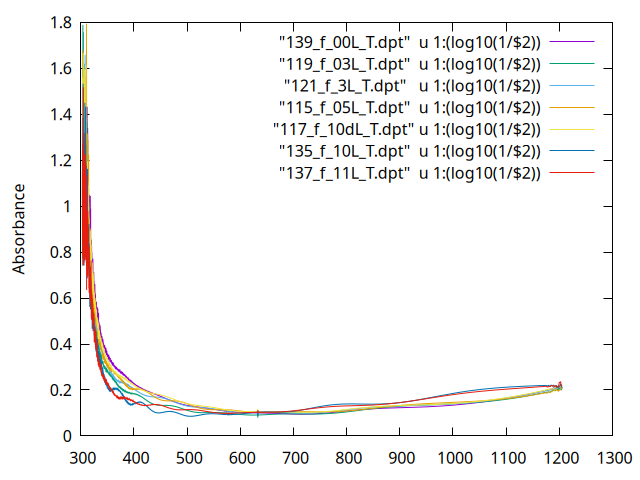 1.8
1.6
1.4
1.2
1
0.8
0.6
0.4
0.2
0
Absorbance
"139_f_00L_T.dpt" u 1:(log10(1/$2))
"119_f_03L_T.dpt" u 1:(log10(1/$2))
"121_f_3L_T.dpt" u 1:(log10(1/$2))
"115_f_05L_T.dpt" u 1:(log10(1/$2))
"117_f_10dL_T.dpt" u 1:(log10(1/$2))
"135_f_10L_T.dpt" u 1:(log10(1/$2))
"137_f_11L_T.dpt" u 1:(log10(1/$2))
300 400 500 600 700 800 900 1000 1100 1200 1300